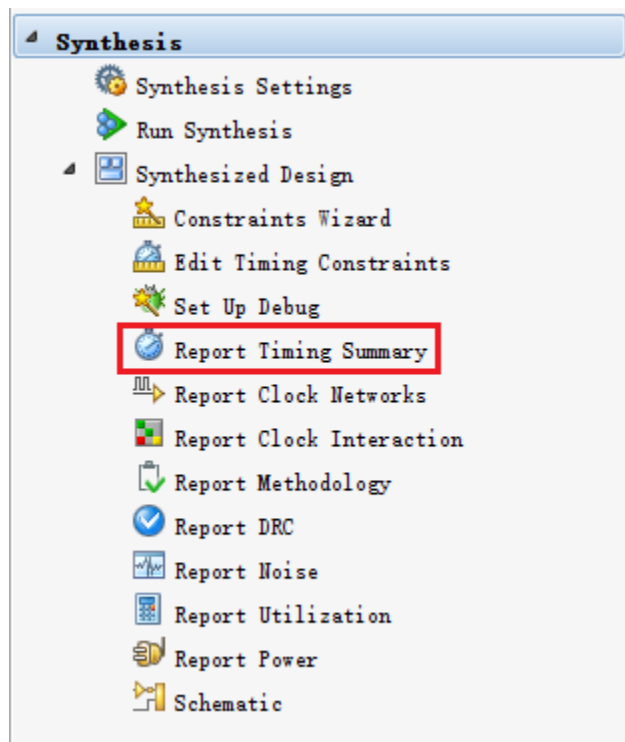 Synthesis
Synthesis Settings
Run Synthesis
Synthesized Design
Constraints Wizard
Edit Timing Constraints
Set Up Debug
Report Timing Summary
Report Clock Networks
Report Clock Interaction
Report Methodology
Report DRC
Report Noise
Report Utilization
Report Power
Schematic